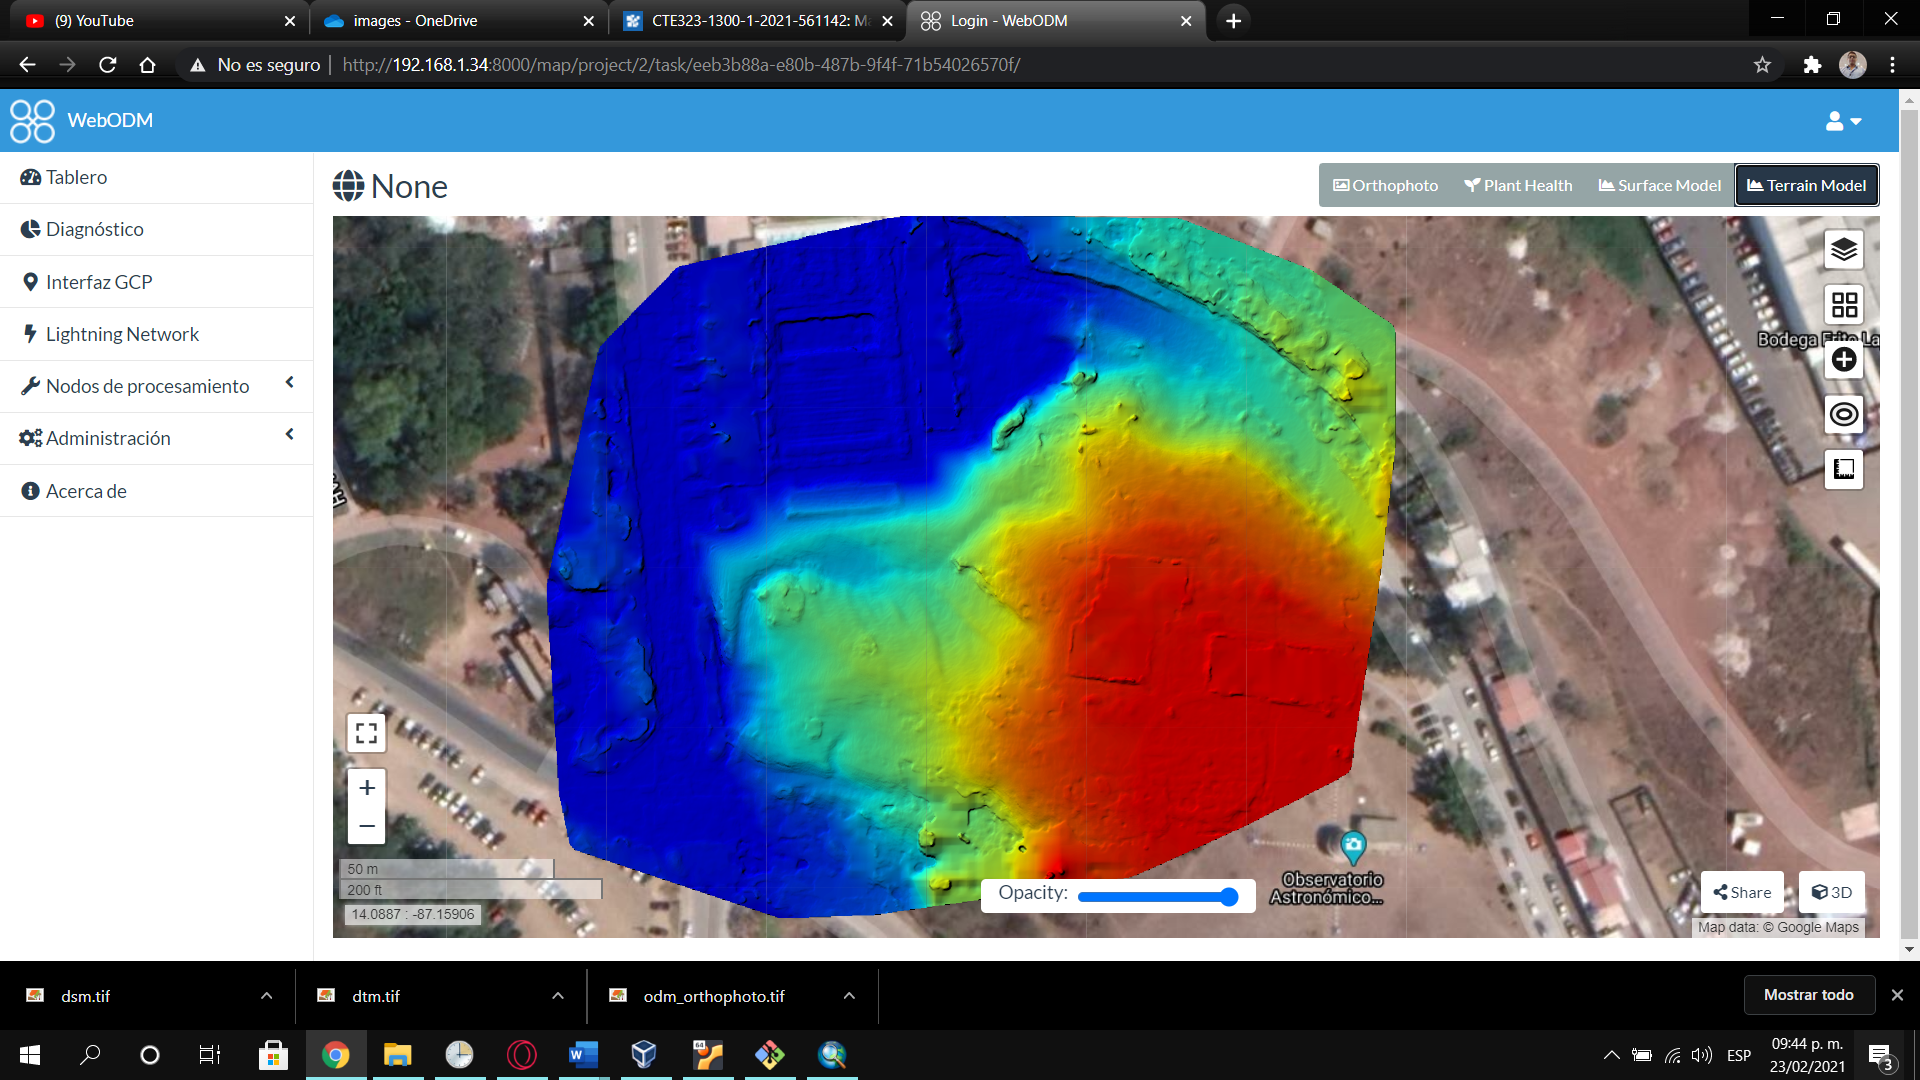 (9) YouTube
images - OneDrive
CTE323-1300-1-2021-561142: M
Login - WebODM
No es seguro
http://192.168.1.34:8000/map/project/2/task/eeb3b88a-e80b-487b-9f4f-71b54026570f/
WebODM
Tablero
Diagnóstico
Interfaz GCP
Lightning Network
Nodos de procesamiento
Administración
Acerca de
None
Orthophoto
Plant Health
Surface Model
Terrain Model
Bodega Frito La
50 m
200 ft
14.0887 : -87.15906
Opacity:
Observatorio
Astronómico...
Share
3D
Map data: © Google Maps
dsm.tif
dtm.tif
odm_orthophoto.tif
Mostrar todo
64
ESP
09:44 p. m.
23/02/2021
3